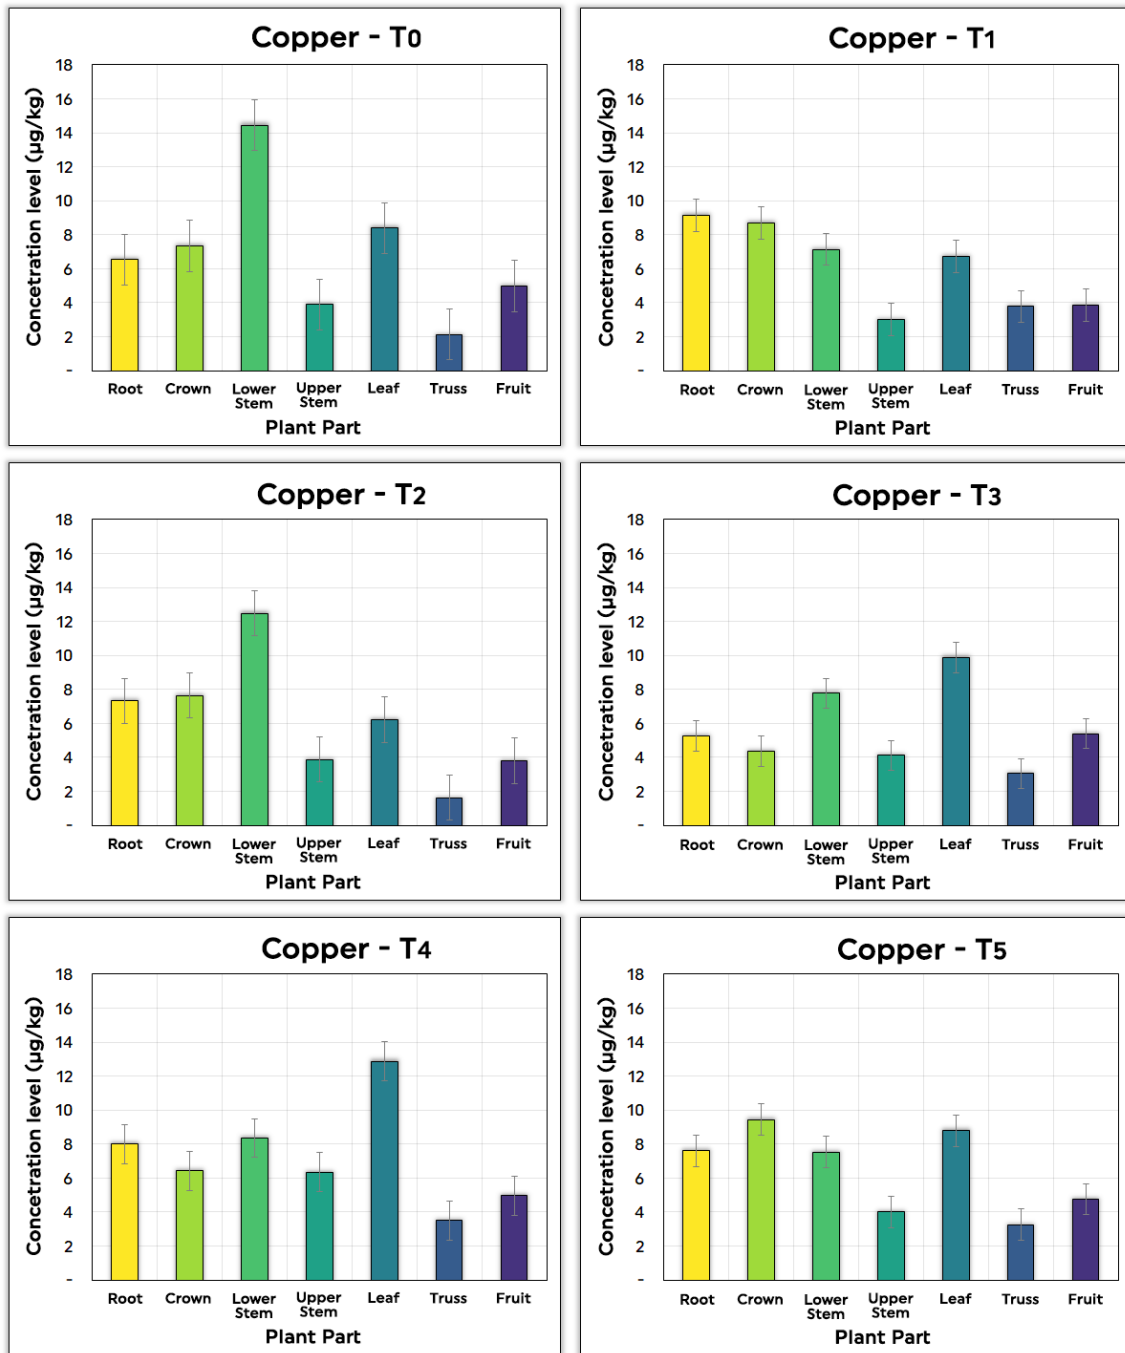 Copper - T0
Concetration level (µg/kg)
18
16
14
12
10
8
6
4
2
-
Root Crown Lower Stem Upper Stem Leaf Truss Fruit
Plant Part
Copper - T1
Concetration level (µg/kg)
18
16
14
12
10
8
6
4
2
-
Root Crown Lower Stem Upper Stem Leaf Truss Fruit
Plant Part
Copper - T2
Concetration level (µg/kg)
18
16
14
12
10
8
6
4
2
-
Root Crown Lower Stem Upper Stem Leaf Truss Fruit
Plant Part
Copper - T3
Concetration level (µg/kg)
18
16
14
12
10
8
6
4
2
-
Root Crown Lower Stem Upper Stem Leaf Truss Fruit
Plant Part
Copper - T4
Concetration level (µg/kg)
18
16
14
12
10
8
6
4
2
-
Root Crown Lower Stem Upper Stem Leaf Truss Fruit
Plant Part
Copper - T5
Concetration level (µg/kg)
18
16
14
12
10
8
6
4
2
-
Root Crown Lower Stem Upper Stem Leaf Truss Fruit
Plant Part